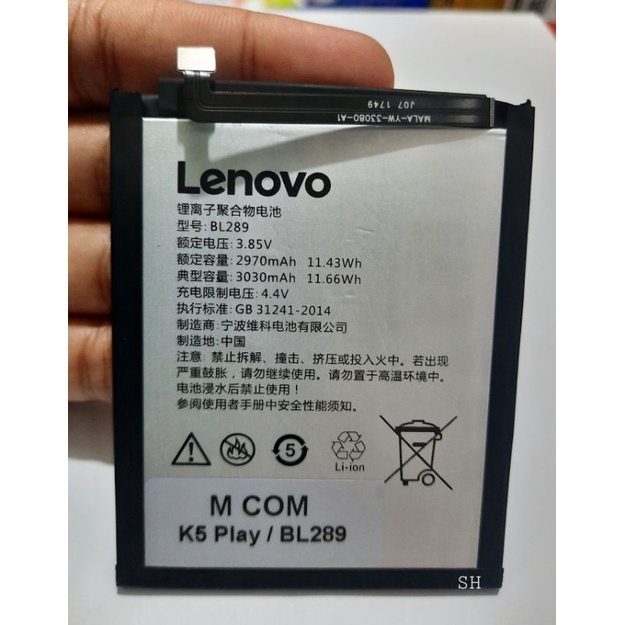 J07 1749
MALA-YW-33080-A1
Lenovo
锂离子聚合物电池
型号:BL289
额定电压:3.85V
额定容量:2970mAh 11.43Wh
典型容量:3030mAh 11.66Wh
充电限制电压:4.4V
执行标准:GB 31241-2014
制造商:宁波维科电池有限公司
制造地:中国
注意:禁止拆解、撞击、挤压或投入火中。若出现
严重鼓胀,请勿继续使用。请勿置于高温环境中。
电池浸水后禁止使用!
参阅使用者手册中安全性能须知。
5
Li-ion
M COM
K5 Play / BL289
SH